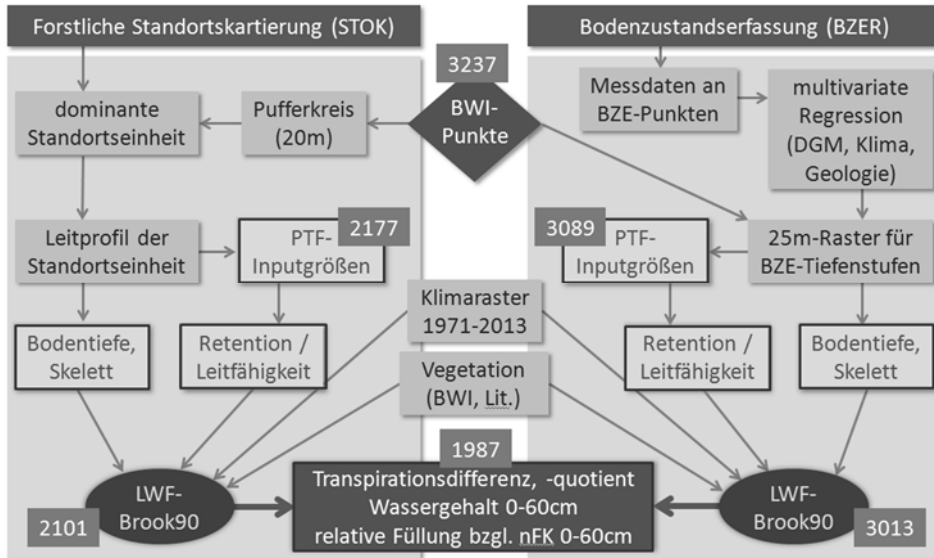 Forstliche Standortskartierung (STOK)
Bodenzustandserfassung (BZER)
3237
BWI-
Punkte
Pufferkreis
(20m)
dominante
Standortseinheit
Messdaten an
BZE-Punkten
multivariate
Regression
(DGM, Klima,
Geologie)
Leitprofil der
Standortseinheit
2177
PTF-
Inputgrößen
3089
PTF-
Inputgrößen
25m-Raster für
BZE-Tiefenstufen
Klimaraster
1971-2013
Bodentiefe,
Skelett
Retention /
Leitfähigkeit
Vegetation
(BWI, Lit.)
Retention /
Leitfähigkeit
Bodentiefe,
Skelett
1987
Transpirationsdifferenz, -quotient
Wassergehalt 0-60cm
relative Füllung bzgl. nFK 0-60cm
LWF-
Brook90
2101
LWF-
Brook90
3013